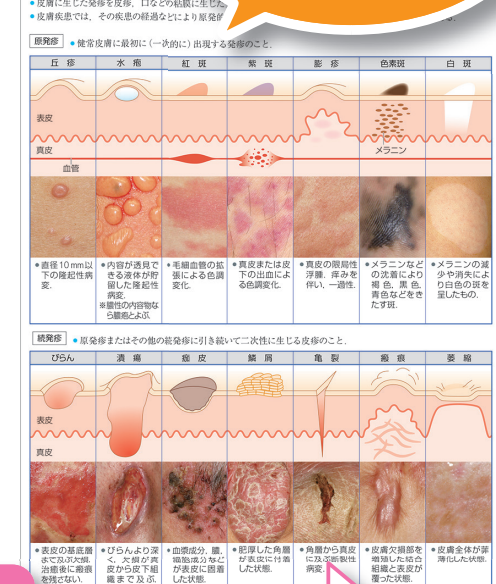 ● 皮膚に生じた発疹を皮疹, 口などの粘膜に生じた
● 皮膚疾患では, その疾患の経過などにより原発的
原発疹 ● 健常皮膚に最初に(一次的に)出現する発疹のこと.
丘 疹 水 疱 紅 斑 紫 斑 膨 疹 色素斑 白 斑
表皮
真皮
血管
メラニン
●直径10mm以
下の隆起性病
変.
●内容が透見で
きる液体が貯
留した隆起性
病変.
※膿性の内容物な
ら膿疱とよぶ.
●毛細血管の拡
張による色調
変化.
●真皮または皮
下の出血によ
る色調変化.
●真皮の限局性
浮腫. 痒みを
伴い, 一過性.
●メラニンなど
の沈着により
褐色, 黒色,
青色などをき
たす斑.
●メラニンの減
少や消失によ
り白色の斑を
呈したもの.
続発疹 ● 原発疹またはその他の続発疹に引き続いて二次性に生じる皮疹のこと.
びらん 潰 瘍 痂 皮 鱗 屑 亀 裂 瘢 痕 萎 縮
表皮
真皮
●表皮の基底層
まで及ぶ欠損.
治癒後に瘢痕
を残さない.
●びらんより深
く, 欠損が真
皮から皮下組
織まで及ぶ.
●血漿成分, 膿,
細胞成分など
が表皮に固着
した状態.
●肥厚した角層
が表皮に付着
した状態.
●角層から真皮
に及ぶ断裂性
病変.
●皮膚欠損部を
増殖した結合
組織と表皮が
覆った状態.
●皮膚全体が菲
薄化した状態.